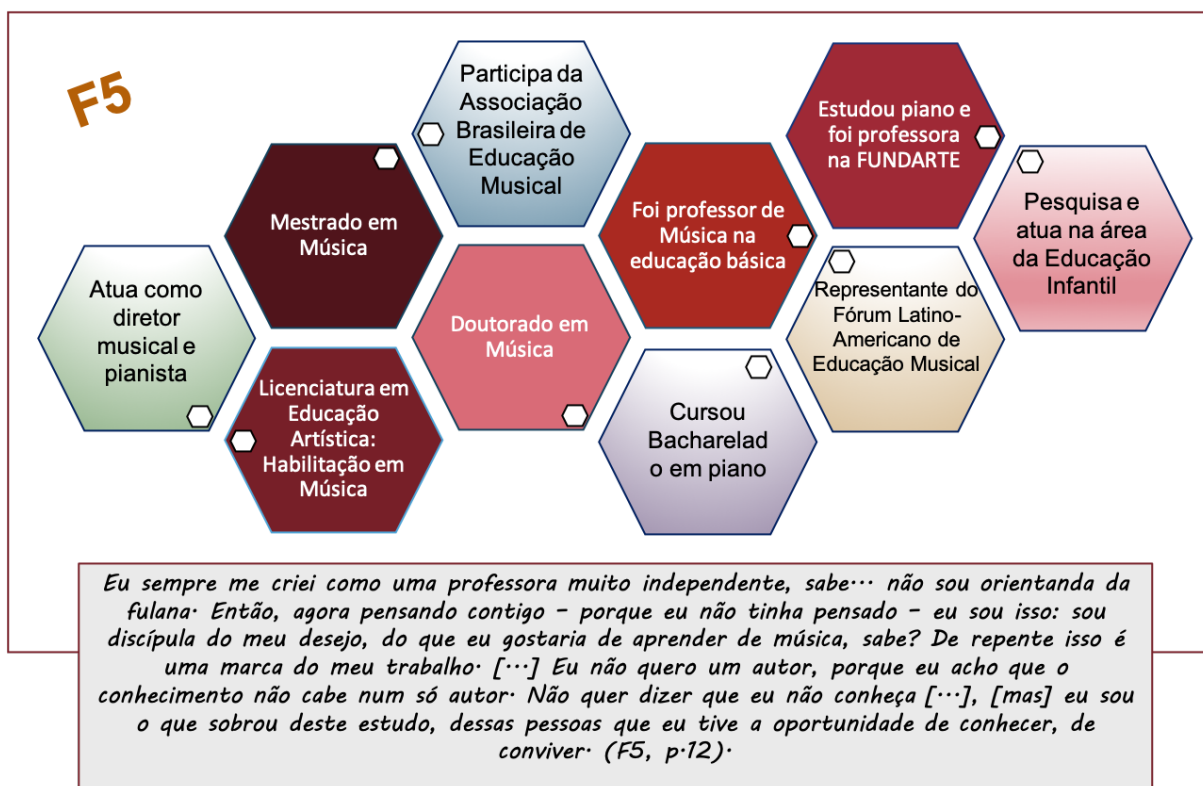 F5
Participa da
Associação
Brasileira de
Educação
Musical
Estudou piano e
foi professora
na FUNDARTE
Mestrado em
Música
Foi professor de
Música na
educação básica
Pesquisa e
atua na área
da Educação
Infantil
Atua como
diretor
musical e
pianista
Doutorado em
Música
Representante do
Fórum Latino-
Americano de
Educação Musical
Licenciatura em
Educação
Artística:
Habilitação em
Música
Cursou
Bacharelad
o em piano
Eu sempre me criei como uma professora muito independente, sabe... não sou orientanda da
fulana. Então, agora pensando contigo - porque eu não tinha pensado - eu sou isso: sou
discípula do meu desejo, do que eu gostaria de aprender de música, sabe? De repente isso é
uma marca do meu trabalho. [...] Eu não quero um autor, porque eu acho que o
conhecimento não cabe num só autor. Não quer dizer que eu não conheça [...], [mas] eu sou
o que sobrou deste estudo, dessas pessoas que eu tive a oportunidade de conhecer, de
conviver. (F5, p.12).